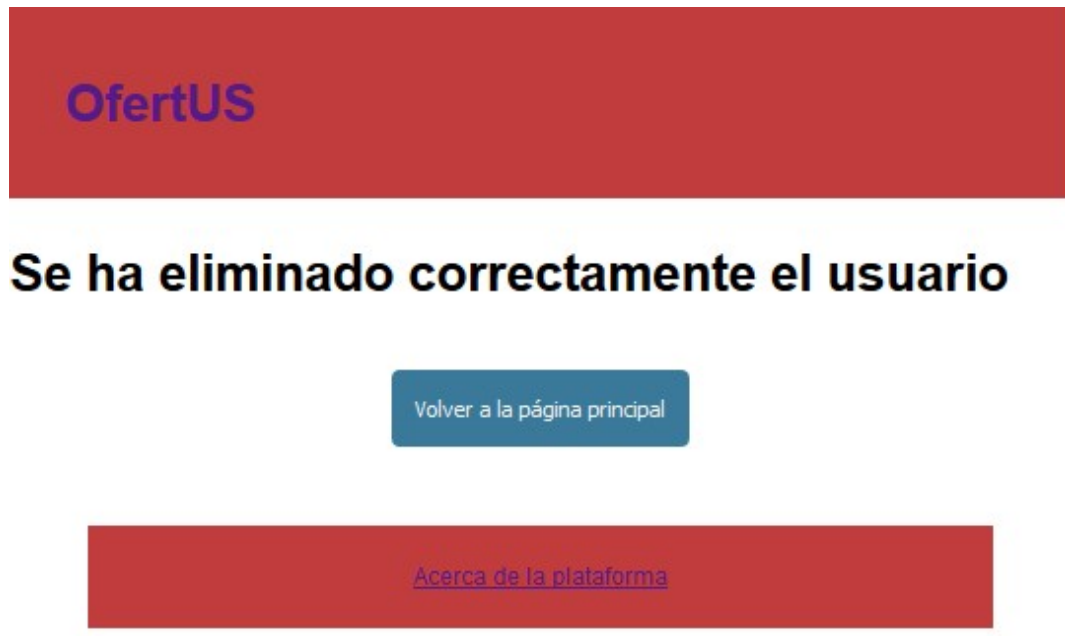 OfertUS
Se ha eliminado correctamente el usuario
Volver a la página principal
Acerca de la plataforma